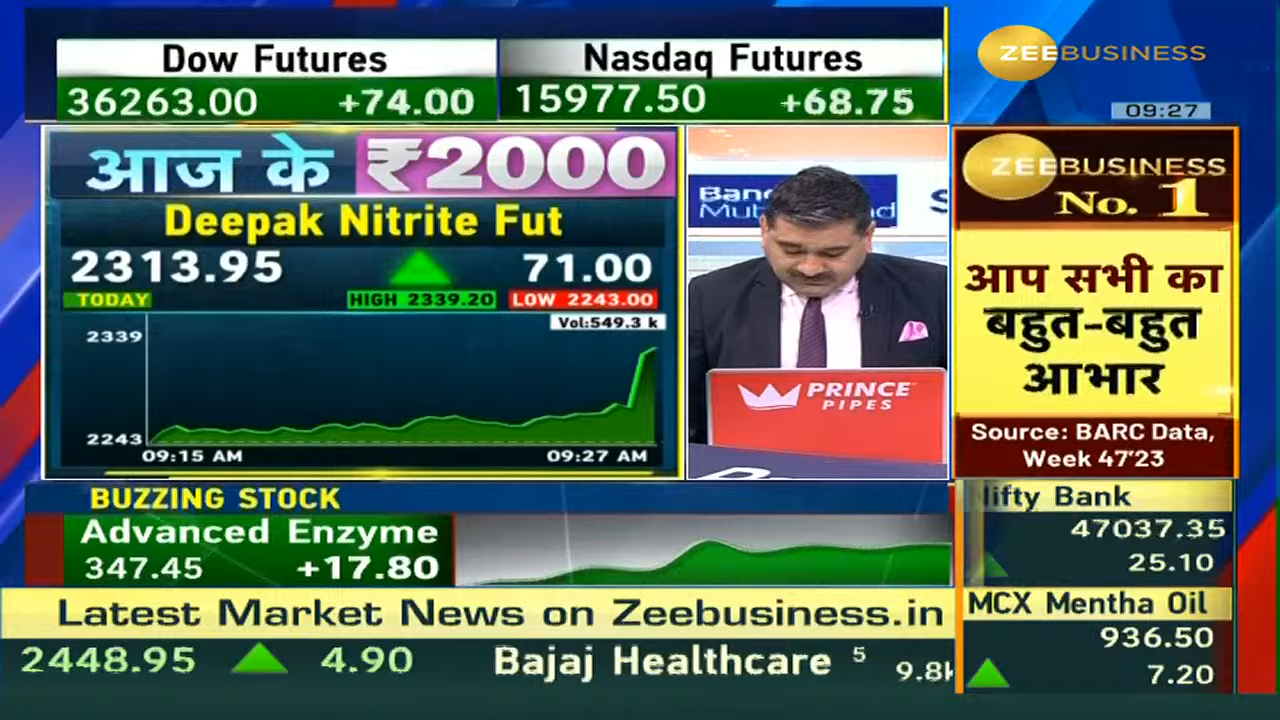 Dow Futures
36263.00 +74.00
Nasdaq Futures
15977.50 +68.75
ZEEBUSINESS
09:27
आज के ₹2000
Deepak Nitrite Fut
2313.95 71.00
TODAY HIGH 2339.20 LOW 2243.00
Vol:549.3 k
2339
2243
09:15 AM 09:27 AM
PRINCE
PIPES
ZEEBUSINESS
No. 1
आप सभी का
बहुत-बहुत
आभार
Source: BARC Data,
Week 47'23
BUZZING STOCK
Advanced Enzyme
347.45 +17.80
Nifty Bank
47037.35
25.10
MCX Mentha Oil
936.50
7.20
Latest Market News on Zeebusiness.in
2448.95 4.90 Bajaj Healthcare 5 9.8k